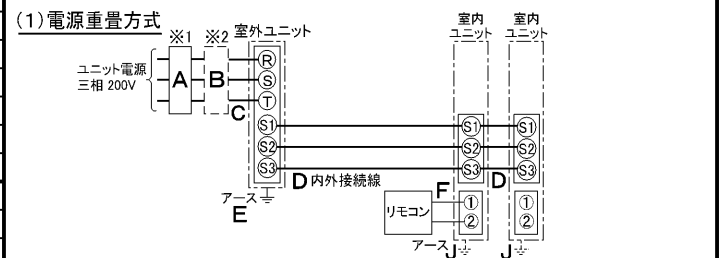 (1)電源重畳方式
※1 ※2 室外ユニット
室内
ユニット
室内
ユニット
ユニット電源
三相 200V
A
B
C
R
S
T
S1
S2
S3
D 内外接続線
S1
S2
S3
D
S1
S2
S3
アース
E
リモコン
F
1
2
1
2
アース
J
J